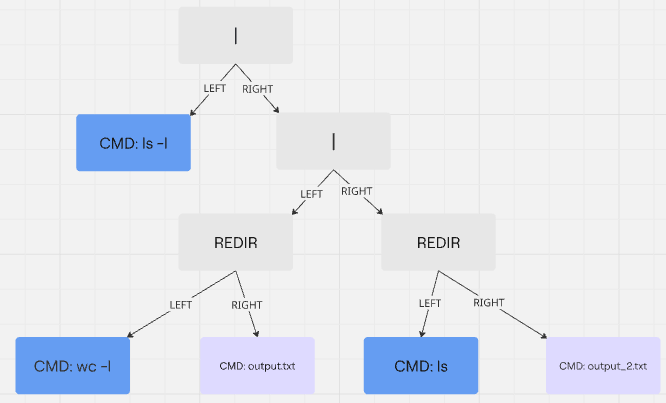 |
LEFT RIGHT
CMD: ls -l
|
LEFT RIGHT
REDIR REDIR
LEFT RIGHT LEFT RIGHT
CMD: wc -l CMD: output.txt CMD: ls CMD: output_2.txt